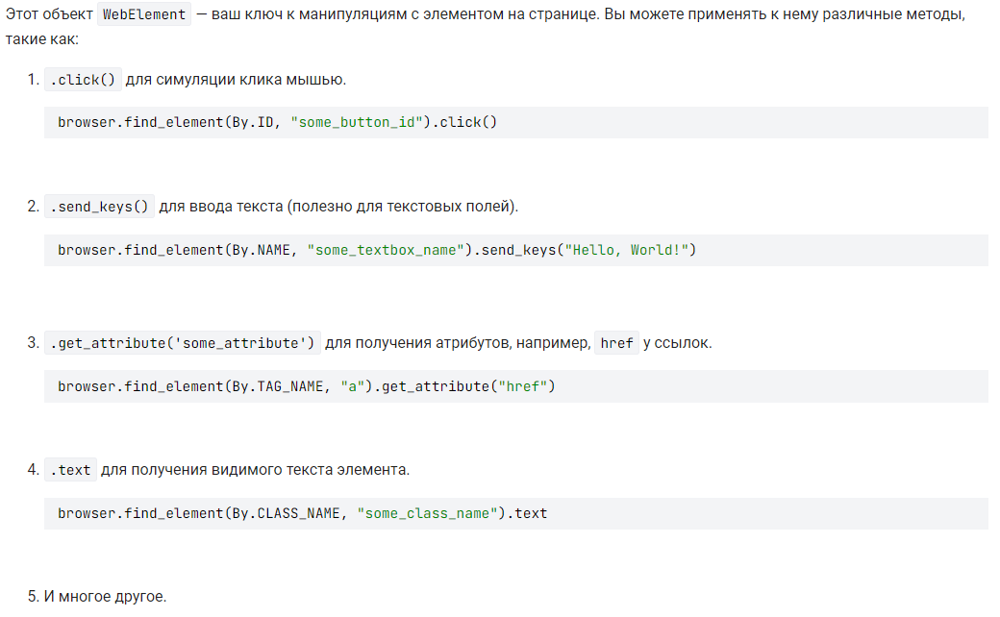 Этот объект WebElement — ваш ключ к манипуляциям с элементом на странице. Вы можете применять к нему различные методы,
такие как:
1. .click() для симуляции клика мышью.
browser.find_element(By.ID, "some_button_id").click()
2. .send_keys() для ввода текста (полезно для текстовых полей).
browser.find_element(By.NAME, "some_textbox_name").send_keys("Hello, World!")
3. .get_attribute('some_attribute') для получения атрибутов, например, href у ссылок.
browser.find_element(By.TAG_NAME, "a").get_attribute("href")
4. .text для получения видимого текста элемента.
browser.find_element(By.CLASS_NAME, "some_class_name").text
5. И многое другое.